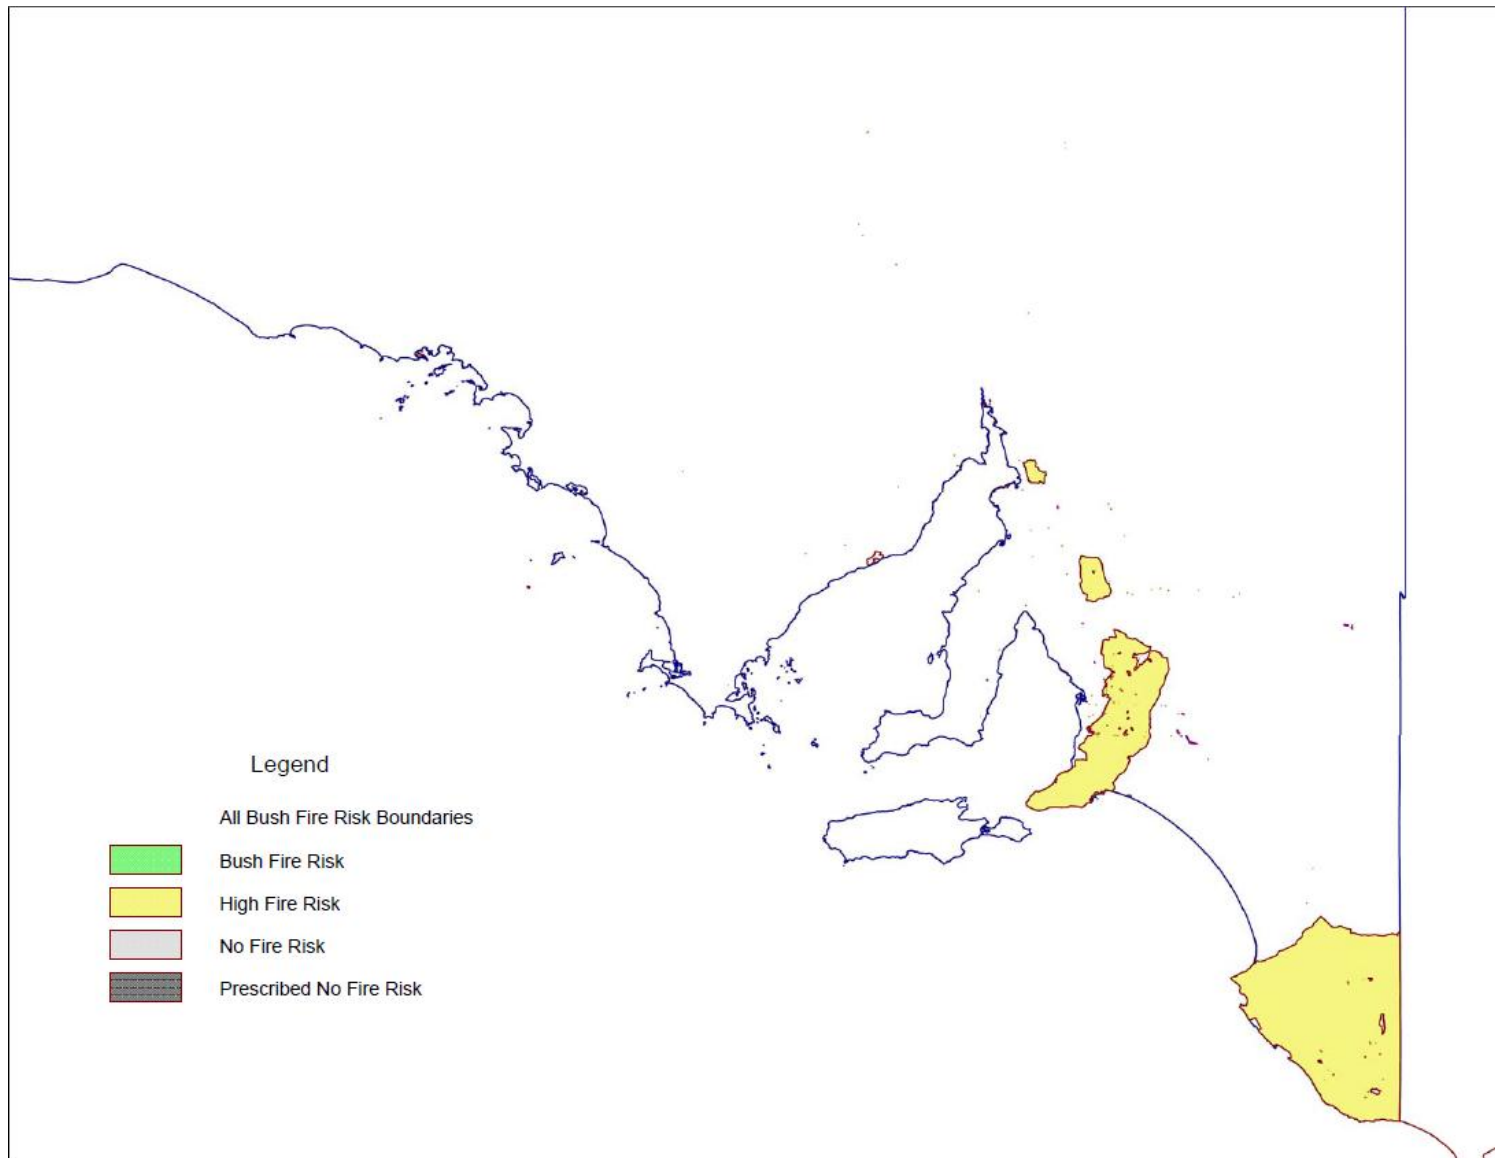 Legend
All Bush Fire Risk Boundaries
Bush Fire Risk
High Fire Risk
No Fire Risk
Prescribed No Fire Risk